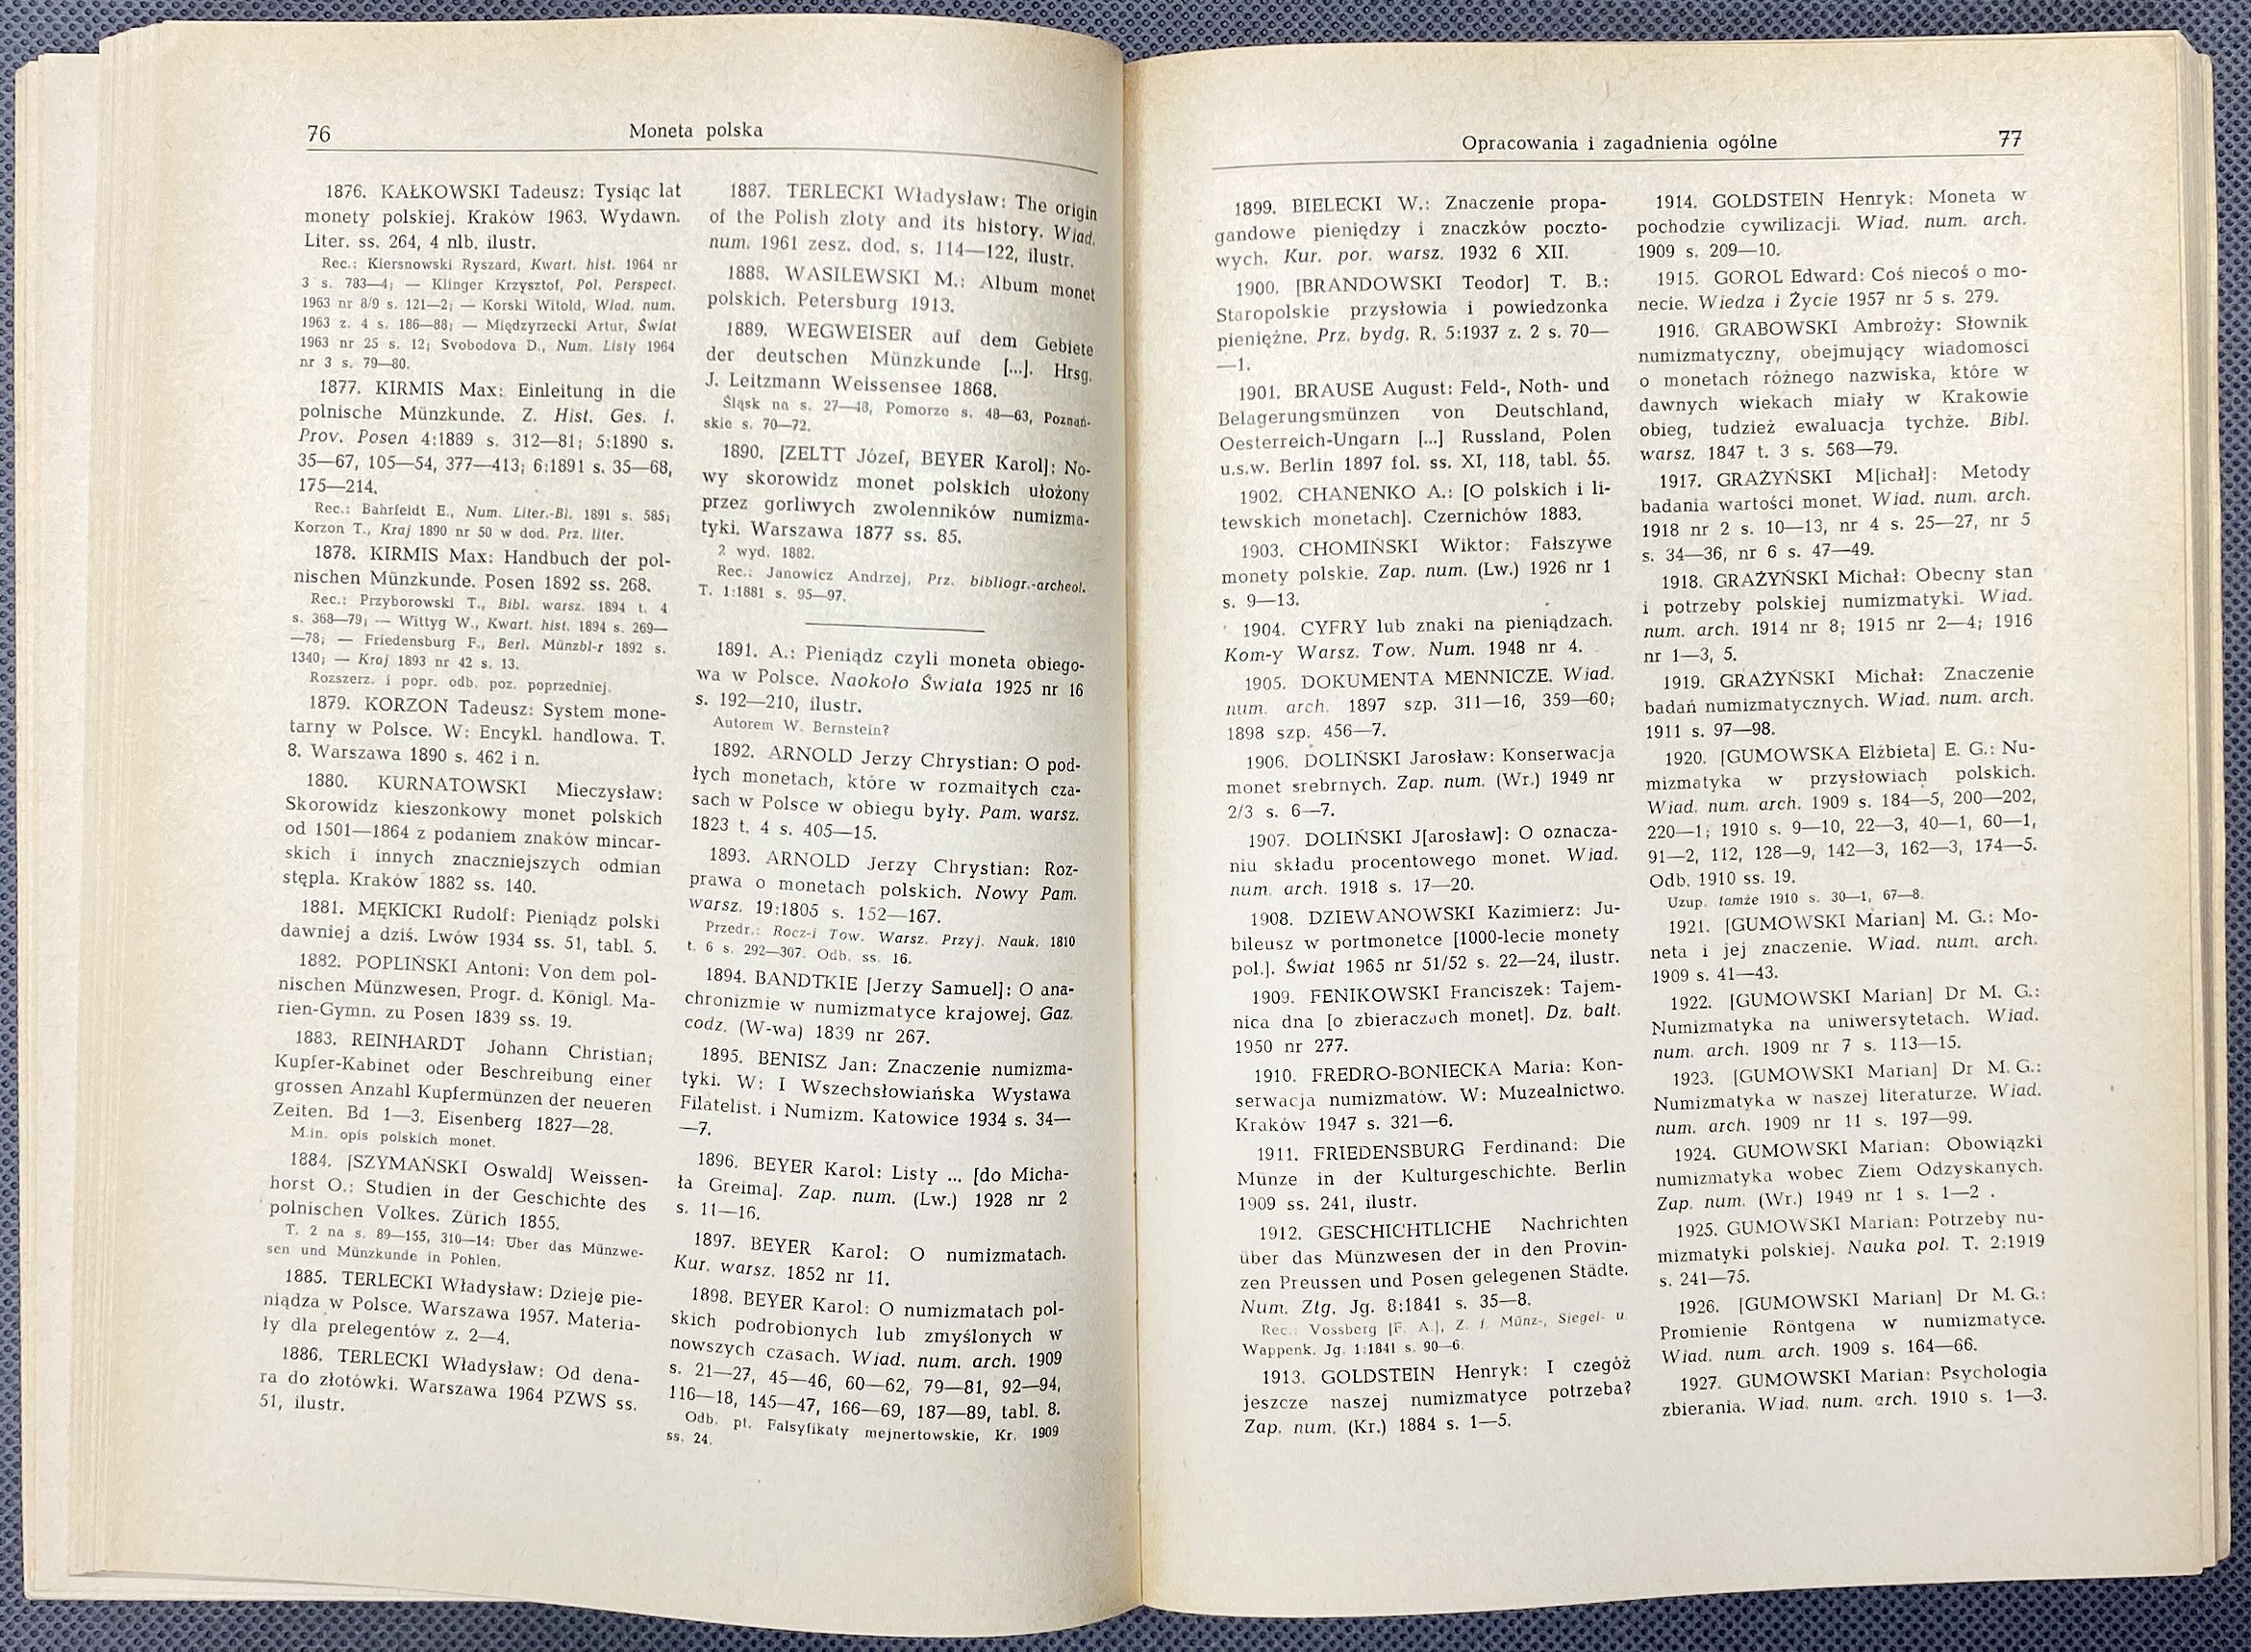 76
Moneta polska
1876. KAŁKOWSKI Tadeusz: Tysiąc lat
monety polskiej. Kraków 1963. Wydawn.
Liter. ss. 264, 4 nlb. ilustr.
Rec.: Kiersnowski Ryszard, Kwart. hist. 1964 nr
3 s. 783—4; — Klinger Krzysztof, Pol. Perspect.
1963 nr 8/9 s. 121—2; — Korski Witold, Wiad. num.
1963 z. 4 s. 186—88; — Międzyrzecki Artur, Świat
1963 nr 25 s. 12; Svobodova D., Num. Listy 1964
nr 3 s. 79—80.
1877. KIRMIS Max: Einleitung in die
polnische Münzkunde. Z. Hist. Ges. f.
Prov. Posen 4:1889 s. 312—81; 5:1890 s.
35—67, 105—54, 377—413; 6:1891 s. 35—68,
175—214.
Rec.: Bahrfeldt E., Num. Liter.-Bl. 1891 s. 585;
Korzon T., Kraj 1890 nr 50 w dod. Prz. liter.
1878. KIRMIS Max: Handbuch der pol-
nischen Münzkunde. Posen 1892 ss. 268.
Rec.: Przyborowski T., Bibl. warsz. 1894 t. 4
s. 368—79; — Wittyg W., Kwart. hist. 1894 s. 269—
—78; — Friedensburg F., Berl. Münzbl-r 1892 s.
1340; — Kraj 1893 nr 42 s. 13.
Rozszerz. i popr. odb. poz. poprzedniej.
1879. KORZON Tadeusz: System mone-
tarny w Polsce. W: Encykl. handlowa. T.
8. Warszawa 1890 s. 462 i n.
1880. KURNATOWSKI Mieczysław:
Skorowidz kieszonkowy monet polskich
od 1501—1864 z podaniem znaków mincar-
skich i innych znaczniejszych odmian
stępla. Kraków 1882 ss. 140.
1881. MĘKICKI Rudolf: Pieniądz polski
dawniej a dziś. Lwów 1934 ss. 51, tabl. 5.
1882. POPLIŃSKI Antoni: Von dem pol-
nischen Münzwesen. Progr. d. Königl. Ma-
rien-Gymn. zu Posen 1839 ss. 19.
1883. REINHARDT Johann Christian;
Kupfer-Kabinet oder Beschreibung einer
grossen Anzahl Kupfermünzen der neueren
Zeiten. Bd 1—3. Eisenberg 1827—28.
M.in. opis polskich monet.
1884. [SZYMAŃSKI Oswald] Weissen-
horst O.: Studien in der Geschichte des
polnischen Volkes. Zürich 1855.
T. 2 na s. 89—155, 310—14: Über das Münzwe-
sen und Münzkunde in Pohlen.
1885. TERLECKI Władysław: Dzieje pie-
niądza w Polsce. Warszawa 1957. Materia-
ły dla prelegentów z. 2—4.
1886. TERLECKI Władysław: Od dena-
ra do złotówki. Warszawa 1964 PZWS ss.
51, ilustr.
1887. TERLECKI Władysław: The origin
of the Polish zloty and its history. Wiad.
num. 1961 zesz. dod. s. 114—122, ilustr.
1888. WASILEWSKI M.: Album monet
polskich. Petersburg 1913.
1889. WEGWEISER auf dem Gebiete
der deutschen Münzkunde [...]. Hrsg.
J. Leitzmann Weissensee 1868.
Śląsk na s. 27—48, Pomorze s. 48—63, Poznań-
skie s. 70—72.
1890. [ZELTT Józef, BEYER Karol]: No-
wy skorowidz monet polskich ułożony
przez gorliwych zwolenników numizma-
tyki. Warszawa 1877 ss. 85.
2 wyd. 1882.
Rec.: Janowicz Andrzej, Prz. bibliogr.-archeol.
T. 1:1881 s. 95—97.
1891. A.: Pieniądz czyli moneta obiego-
wa w Polsce. Naokoło Świata 1925 nr 16
s. 192—210, ilustr.
Autorem W. Bernstein?
1892. ARNOLD Jerzy Chrystian: O pod-
łych monetach, które w rozmaitych cza-
sach w Polsce w obiegu były. Pam. warsz.
1823 t. 4 s. 405—15.
1893. ARNOLD Jerzy Chrystian: Roz-
prawa o monetach polskich. Nowy Pam.
warsz. 19:1805 s. 152—167.
Przedr.: Rocz-i Tow. Warsz. Przyj. Nauk. 1810
t. 6 s. 292—307. Odb. ss. 16.
1894. BANDTKIE [Jerzy Samuel]: O ana-
chronizmie w numizmatyce krajowej. Gaz.
codz. (W-wa) 1839 nr 267.
1895. BENISZ Jan: Znaczenie numizma-
tyki. W: I Wszechsłowiańska Wystawa
Filatelist. i Numizm. Katowice 1934 s. 34—
—7.
1896. BEYER Karol: Listy ... [do Micha-
ła Greima]. Zap. num. (Lw.) 1928 nr 2
s. 11—16.
1897. BEYER Karol: O numizmatach.
Kur. warsz. 1852 nr 11.
1898. BEYER Karol: O numizmatach pol-
skich podrobionych lub zmyślonych w
nowszych czasach. Wiad. num. arch. 1909
s. 21—27, 45—46, 60—62, 79—81, 92—94,
116—18, 145—47, 166—69, 187—89, tabl. 8.
Odb. pt. Falsyfikaty mejnertowskie, Kr. 1909
ss. 24.
Opracowania i zagadnienia ogólne
77
1899. BIELECKI W.: Znaczenie propa-
gandowe pieniędzy i znaczków poczto-
wych. Kur. por. warsz. 1932 6 XII.
1900. [BRANDOWSKI Teodor] T. B.:
Staropolskie przysłowia i powiedzonka
pieniężne. Prz. bydg. R. 5:1937 z. 2 s. 70—
—1.
1901. BRAUSE August: Feld-, Noth- und
Belagerungsmünzen von Deutschland,
Oesterreich-Ungarn [...] Russland, Polen
u.s.w. Berlin 1897 fol. ss. XI, 118, tabl. 55.
1902. CHANENKO A.: [O polskich i li-
tewskich monetach]. Czernichów 1883.
1903. CHOMIŃSKI Wiktor: Fałszywe
monety polskie. Zap. num. (Lw.) 1926 nr 1
s. 9—13.
1904. CYFRY lub znaki na pieniądzach.
Kom-y Warsz. Tow. Num. 1948 nr 4.
1905. DOKUMENTA MENNICZE. Wiad.
num. arch. 1897 szp. 311—16, 359—60;
1898 szp. 456—7.
1906. DOLIŃSKI Jarosław: Konserwacja
monet srebrnych. Zap. num. (Wr.) 1949 nr
2/3 s. 6—7.
1907. DOLIŃSKI J[arosław]: O oznacza-
niu składu procentowego monet. Wiad.
num. arch. 1918 s. 17—20.
1908. DZIEWANOWSKI Kazimierz: Ju-
bileusz w portmonetce [1000-lecie monety
pol.]. Świat 1965 nr 51/52 s. 22—24, ilustr.
1909. FENIKOWSKI Franciszek: Tajem-
nica dna [o zbieraczach monet]. Dz. bałt.
1950 nr 277.
1910. FREDRO-BONIECKA Maria: Kon-
serwacja numizmatów. W: Muzealnictwo.
Kraków 1947 s. 321—6.
1911. FRIEDENSBURG Ferdinand: Die
Münze in der Kulturgeschichte. Berlin
1909 ss. 241, ilustr.
1912. GESCHICHTLICHE Nachrichten
über das Münzwesen der in den Provin-
zen Preussen und Posen gelegenen Städte.
Num. Ztg. Jg. 8:1841 s. 35—8.
Rec.: Vossberg [F. A.], Z. f. Münz-, Siegel- u.
Wappenk. Jg. 1:1841 s. 90—6.
1913. GOLDSTEIN Henryk: I czegóż
jeszcze naszej numizmatyce potrzeba?
Zap. num. (Kr.) 1884 s. 1—5.
1914. GOLDSTEIN Henryk: Moneta w
pochodzie cywilizacji. Wiad. num. arch.
1909 s. 209—10.
1915. GOROL Edward: Coś niecoś o mo-
necie. Wiedza i Życie 1957 nr 5 s. 279.
1916. GRABOWSKI Ambroży: Słownik
numizmatyczny, obejmujący wiadomości
o monetach różnego nazwiska, które w
dawnych wiekach miały w Krakowie
obieg, tudzież ewaluacja tychże. Bibl.
warsz. 1847 t. 3 s. 568—79.
1917. GRAŻYŃSKI M[ichał]: Metody
badania wartości monet. Wiad. num. arch.
1918 nr 2 s. 10—13, nr 4 s. 25—27, nr 5
s. 34—36, nr 6 s. 47—49.
1918. GRAŻYŃSKI Michał: Obecny stan
i potrzeby polskiej numizmatyki. Wiad.
num. arch. 1914 nr 8; 1915 nr 2—4; 1916
nr 1—3, 5.
1919. GRAŻYŃSKI Michał: Znaczenie
badań numizmatycznych. Wiad. num. arch.
1911 s. 97—98.
1920. [GUMOWSKA Elżbieta] E. G.: Nu-
mizmatyka w przysłowiach polskich.
Wiad. num. arch. 1909 s. 184—5, 200—202,
220—1; 1910 s. 9—10, 22—3, 40—1, 60—1,
91—2, 112, 128—9, 142—3, 162—3, 174—5.
Odb. 1910 ss. 19.
Uzup. tamże 1910 s. 30—1, 67—8.
1921. [GUMOWSKI Marian] M. G.: Mo-
neta i jej znaczenie. Wiad. num. arch.
1909 s. 41—43.
1922. [GUMOWSKI Marian] Dr M. G.:
Numizmatyka na uniwersytetach. Wiad.
num. arch. 1909 nr 7 s. 113—15.
1923. [GUMOWSKI Marian] Dr M. G.:
Numizmatyka w naszej literaturze. Wiad.
num. arch. 1909 nr 11 s. 197—99.
1924. GUMOWSKI Marian: Obowiązki
numizmatyka wobec Ziem Odzyskanych.
Zap. num. (Wr.) 1949 nr 1 s. 1—2 .
1925. GUMOWSKI Marian: Potrzeby nu-
mizmatyki polskiej. Nauka pol. T. 2:1919
s. 241—75.
1926. [GUMOWSKI Marian] Dr M. G.:
Promienie Röntgena w numizmatyce.
Wiad. num. arch. 1909 s. 164—66.
1927. GUMOWSKI Marian: Psychologia
zbierania. Wiad. num. arch. 1910 s. 1—3.